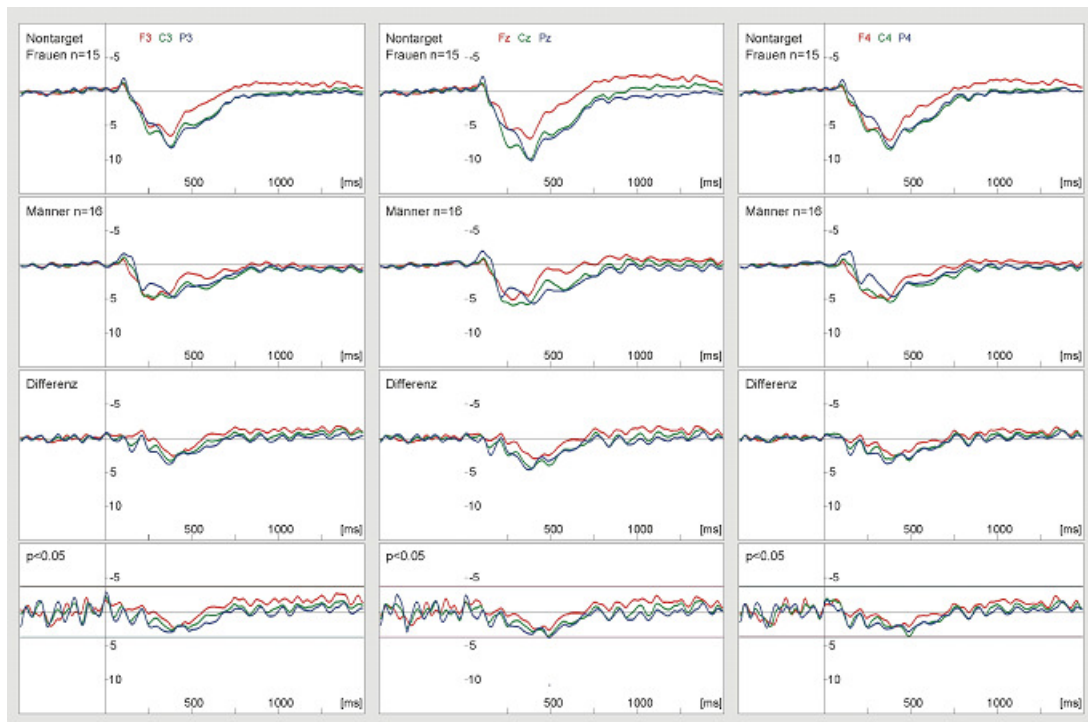 Nontarget F3 C3 P3
Frauen n=15 -5
5
10
500 1000 [ms]
Nontarget Fz Cz Pz
Frauen n=15 -5
5
10
500 1000 [ms]
Nontarget F4 C4 P4
Frauen n=15 -5
5
10
500 1000 [ms]
Männer n=16
-5
5
10
500 1000 [ms]
Männer n=16
-5
5
10
500 1000 [ms]
Männer n=16
-5
5
10
500 1000 [ms]
Differenz
-5
5
10
500 1000 [ms]
Differenz
-5
5
10
500 1000 [ms]
Differenz
-5
5
10
500 1000 [ms]
p<0.05
-5
5
10
500 1000 [ms]
p<0.05
-5
5
10
500 1000 [ms]
p<0.05
-5
5
10
500 1000 [ms]